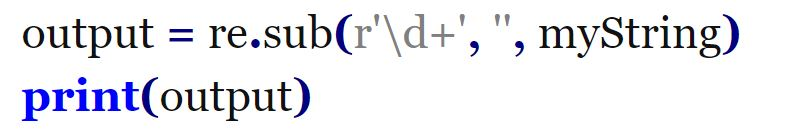 output = re.sub(r'\d+', '', myString)
print(output)